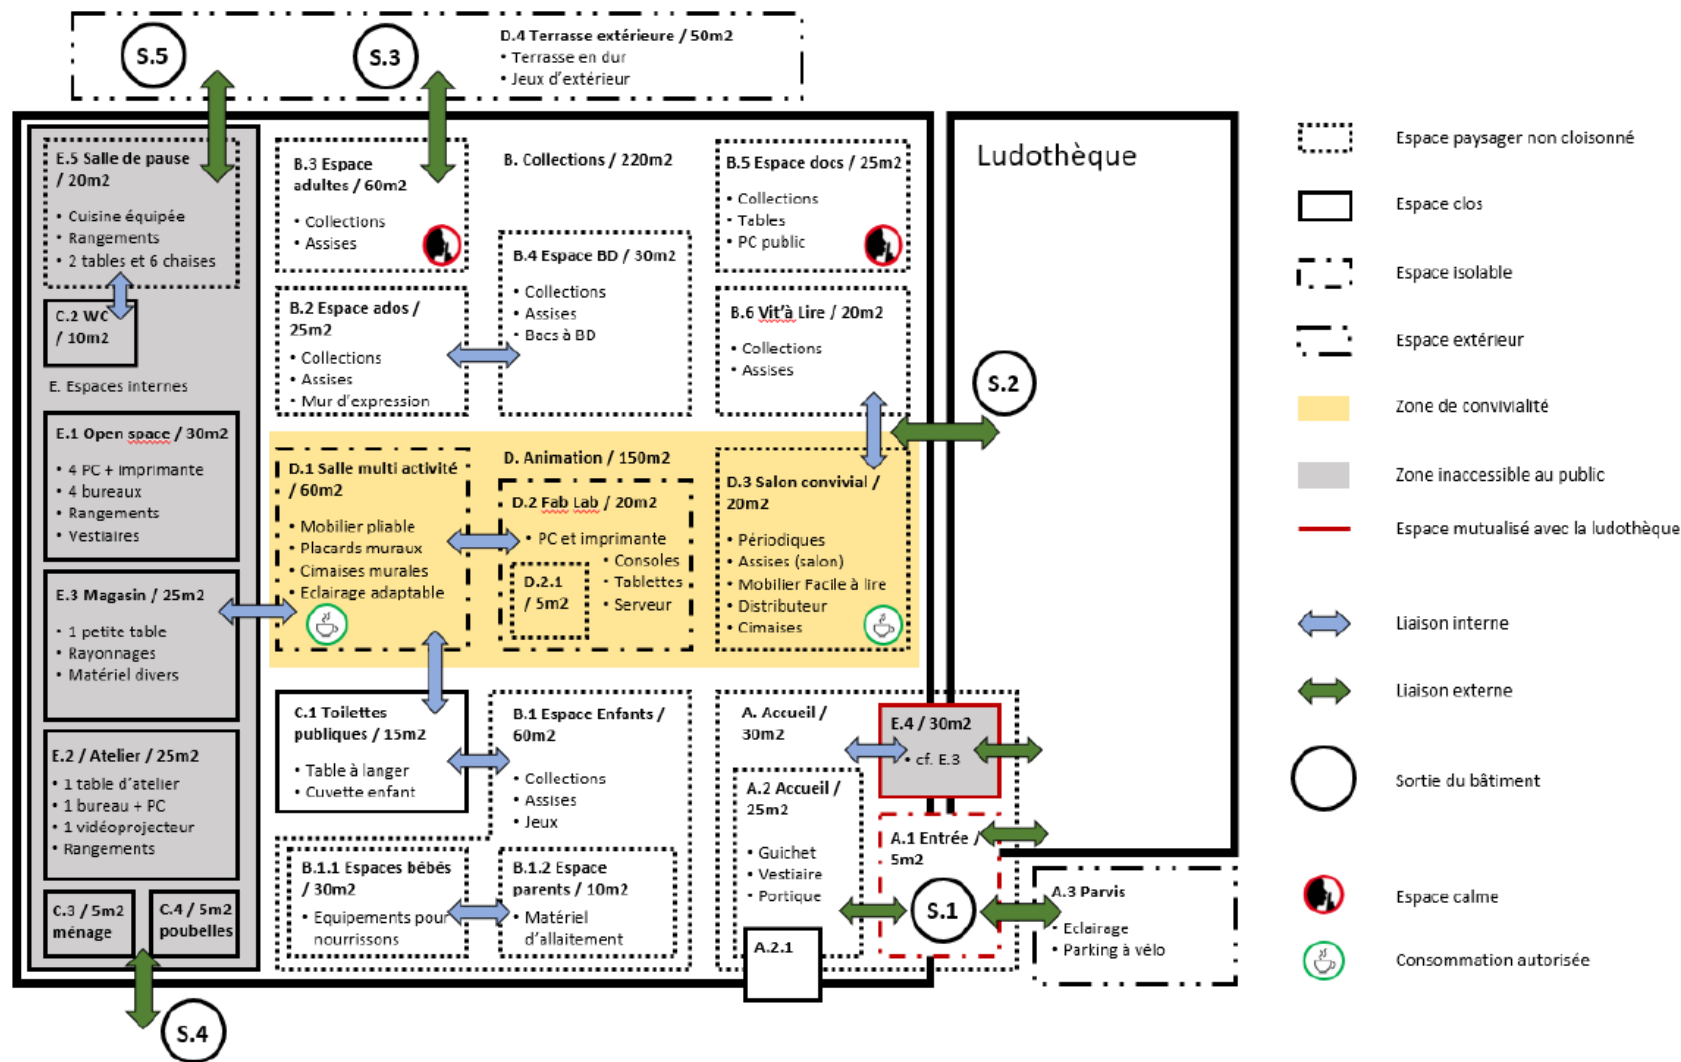 S.5
S.3
D.4 Terrasse extérieure / 50m2
• Terrasse en dur
• Jeux d'extérieur
E.5 Salle de pause
/ 20m2
• Cuisine équipée
• Rangements
• 2 tables et 6 chaises
C.2 WC
/ 10m2
E. Espaces internes
E.1 Open space / 30m2
• 4 PC + imprimante
• 4 bureaux
• Rangements
• Vestiaires
E.3 Magasin / 25m2
• 1 petite table
• Rayonnages
• Matériel divers
E.2 / Atelier / 25m2
• 1 table d'atelier
• 1 bureau + PC
• 1 vidéoprojecteur
• Rangements
C.3 / 5m2
ménage
C.4 / 5m2
poubelles
S.4
B.3 Espace
adultes / 60m2
• Collections
• Assises
B. Collections / 220m2
B.5 Espace docs / 25m2
• Collections
• Tables
• PC public
B.4 Espace BD / 30m2
• Collections
• Assises
• Bacs à BD
B.2 Espace ados /
25m2
• Collections
• Assises
• Mur d'expression
B.6 Vit'à Lire / 20m2
• Collections
• Assises
S.2
D.1 Salle multi activité
/ 60m2
• Mobilier pliable
• Placards muraux
• Cimaises murales
• Eclairage adaptable
D. Animation / 150m2
D.2 Fab Lab / 20m2
• PC et imprimante
• Consoles
• Tablettes
• Serveur
D.2.1
/ 5m2
D.3 Salon convivial /
20m2
• Périodiques
• Assises (salon)
• Mobilier Facile à lire
• Distributeur
• Cimaises
C.1 Toilettes
publiques / 15m2
• Table à langer
• Cuvette enfant
B.1 Espace Enfants /
60m2
• Collections
• Assises
• Jeux
B.1.1 Espaces bébés
/ 30m2
• Equipements pour
nourrissons
B.1.2 Espace
parents / 10m2
• Matériel
d'allaitement
A. Accueil /
30m2
E.4 / 30m2
• cf. E.3
A.2 Accueil /
25m2
• Guichet
• Vestiaire
• Portique
A.2.1
A.1 Entrée /
5m2
S.1
A.3 Parvis
• Eclairage
• Parking à vélo
Ludothèque
Espace paysager non cloisonné
Espace clos
Espace isolable
Espace extérieur
Zone de convivialité
Zone inaccessible au public
Espace mutualisé avec la ludothèque
Liaison interne
Liaison externe
Sortie du bâtiment
Espace calme
Consommation autorisée